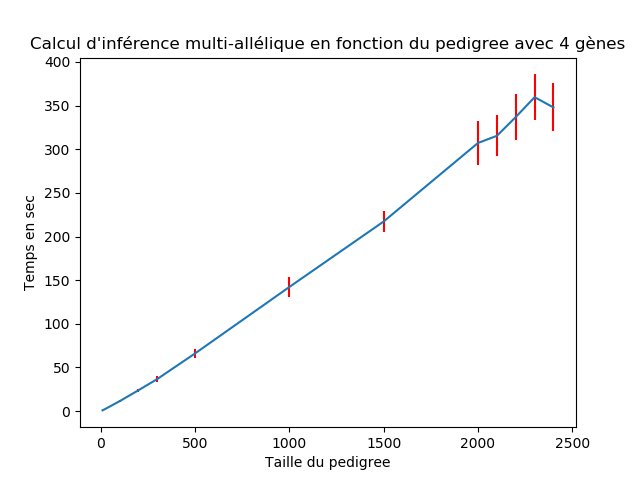 Calcul d'inférence multi-allélique en fonction du pedigree avec 4 gènes
400
350
300
250
200
150
100
50
0
Temps en sec
0 500 1000 1500 2000 2500
Taille du pedigree